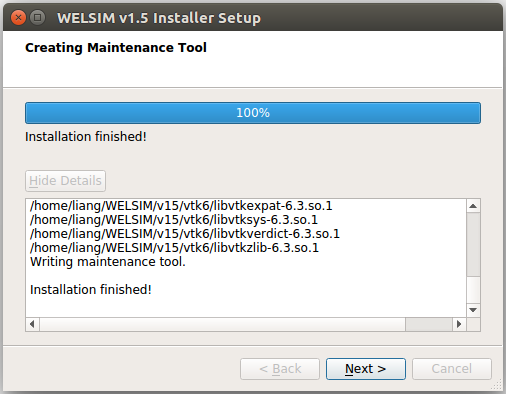 WELSIM v1.5 Installer Setup
Creating Maintenance Tool
100%
Installation finished!
Hide Details
/home/liang/WELSIM/v15/vtk6/libvtkexpat-6.3.so.1
/home/liang/WELSIM/v15/vtk6/libvtksys-6.3.so.1
/home/liang/WELSIM/v15/vtk6/libvtkverdict-6.3.so.1
/home/liang/WELSIM/v15/vtk6/libvtkzlib-6.3.so.1
Writing maintenance tool.
Installation finished!
< Back Next > Cancel